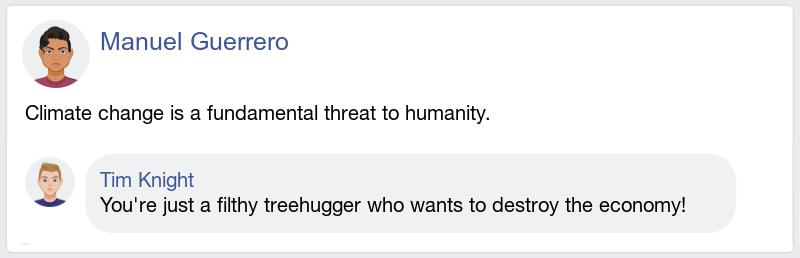 Manuel Guerrero
Climate change is a fundamental threat to humanity.
Tim Knight
You're just a filthy treehugger who wants to destroy the economy!